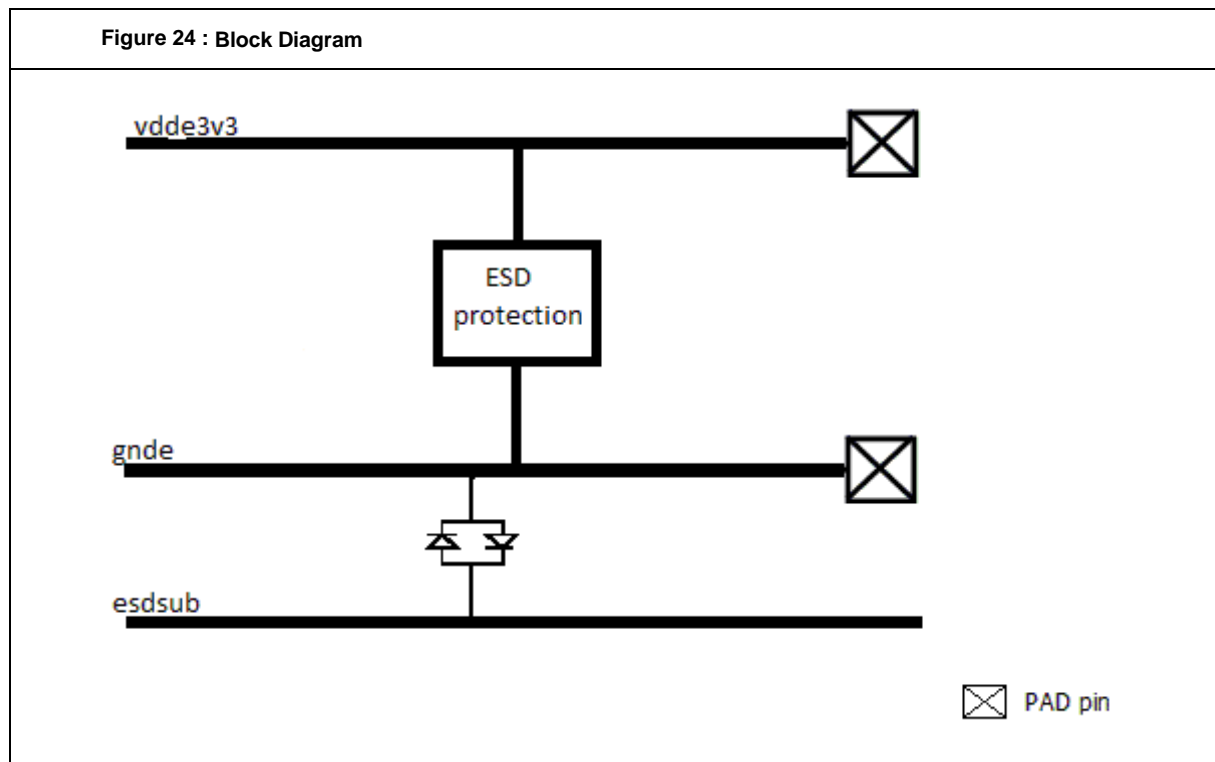 Figure 24 : Block Diagram
vdde3v3
ESD
protection
gnde
esdsub
PAD pin